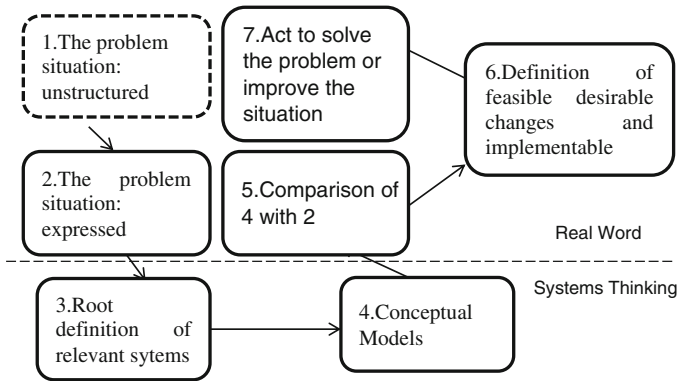 1.The problem
situation:
unstructured
2.The problem
situation:
expressed
3.Root
definition of
relevant sytems
4.Conceptual
Models
5.Comparison of
4 with 2
6.Definition of
feasible desirable
changes and
implementable
7.Act to solve
the problem or
improve the
situation
Real Word
Systems Thinking